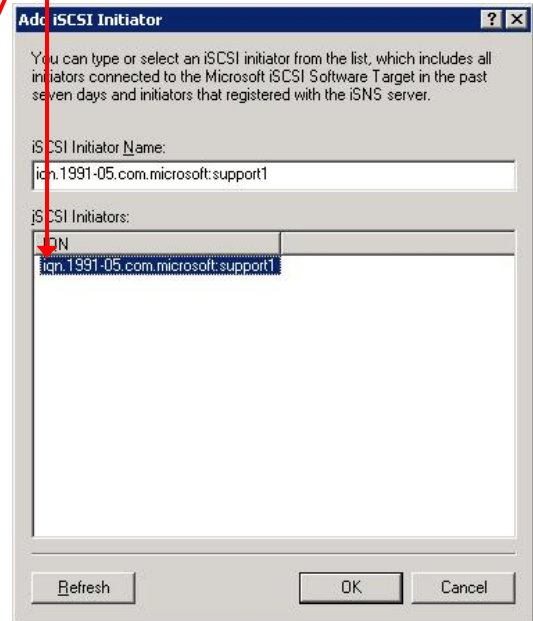 Add iSCSI Initiator
You can type or select an iSCSI initiator from the list, which includes all
initiators connected to the Microsoft iSCSI Software Target in the past
seven days and initiators that registered with the iSNS server.
iSCSI Initiator Name:
iqn.1991-05.com.microsoft:support1
iSCSI Initiators:
IQN
iqn.1991-05.com.microsoft:support1
Refresh
OK
Cancel